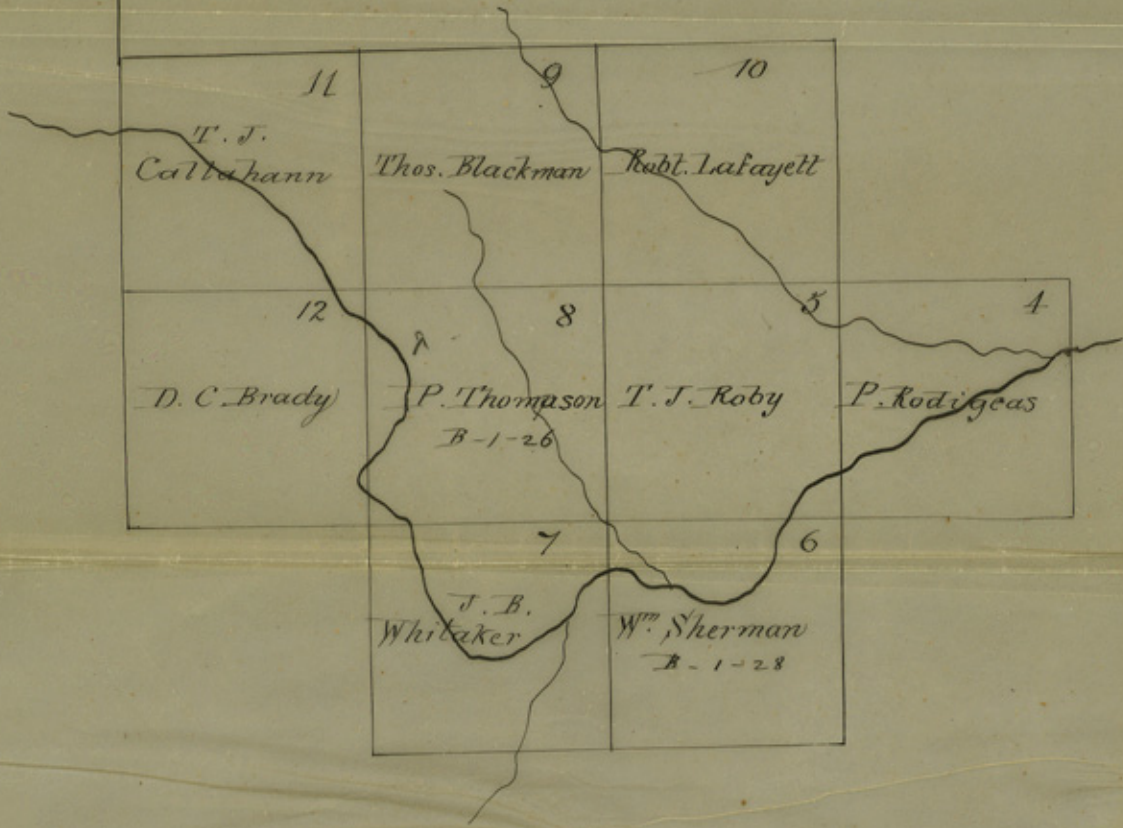 11
T. J.
Callahann
9
Thos. Blackman
10
Robt. Lafayett
12
D. C. Brady
8
P. Thomason
B-1-26
5
T. J. Roby
4
P. Rodigeas
7
J. B.
Whitaker
6
Wm. Sherman
B-1-28